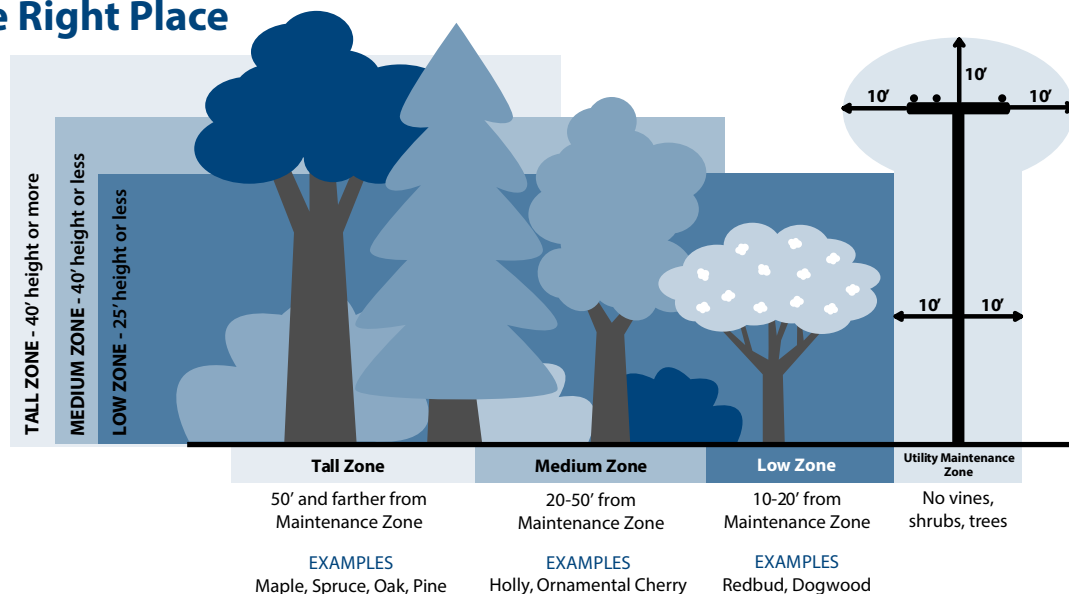 e Right Place
TALL ZONE - 40’ height or more
MEDIUM ZONE - 40’ height or less
LOW ZONE - 25’ height or less
10’
10’
10’
10’
10’
Tall Zone
50’ and farther from
Maintenance Zone
EXAMPLES
Maple, Spruce, Oak, Pine
Medium Zone
20-50’ from
Maintenance Zone
EXAMPLES
Holly, Ornamental Cherry
Low Zone
10-20’ from
Maintenance Zone
EXAMPLES
Redbud, Dogwood
Utility Maintenance
Zone
No vines,
shrubs, trees